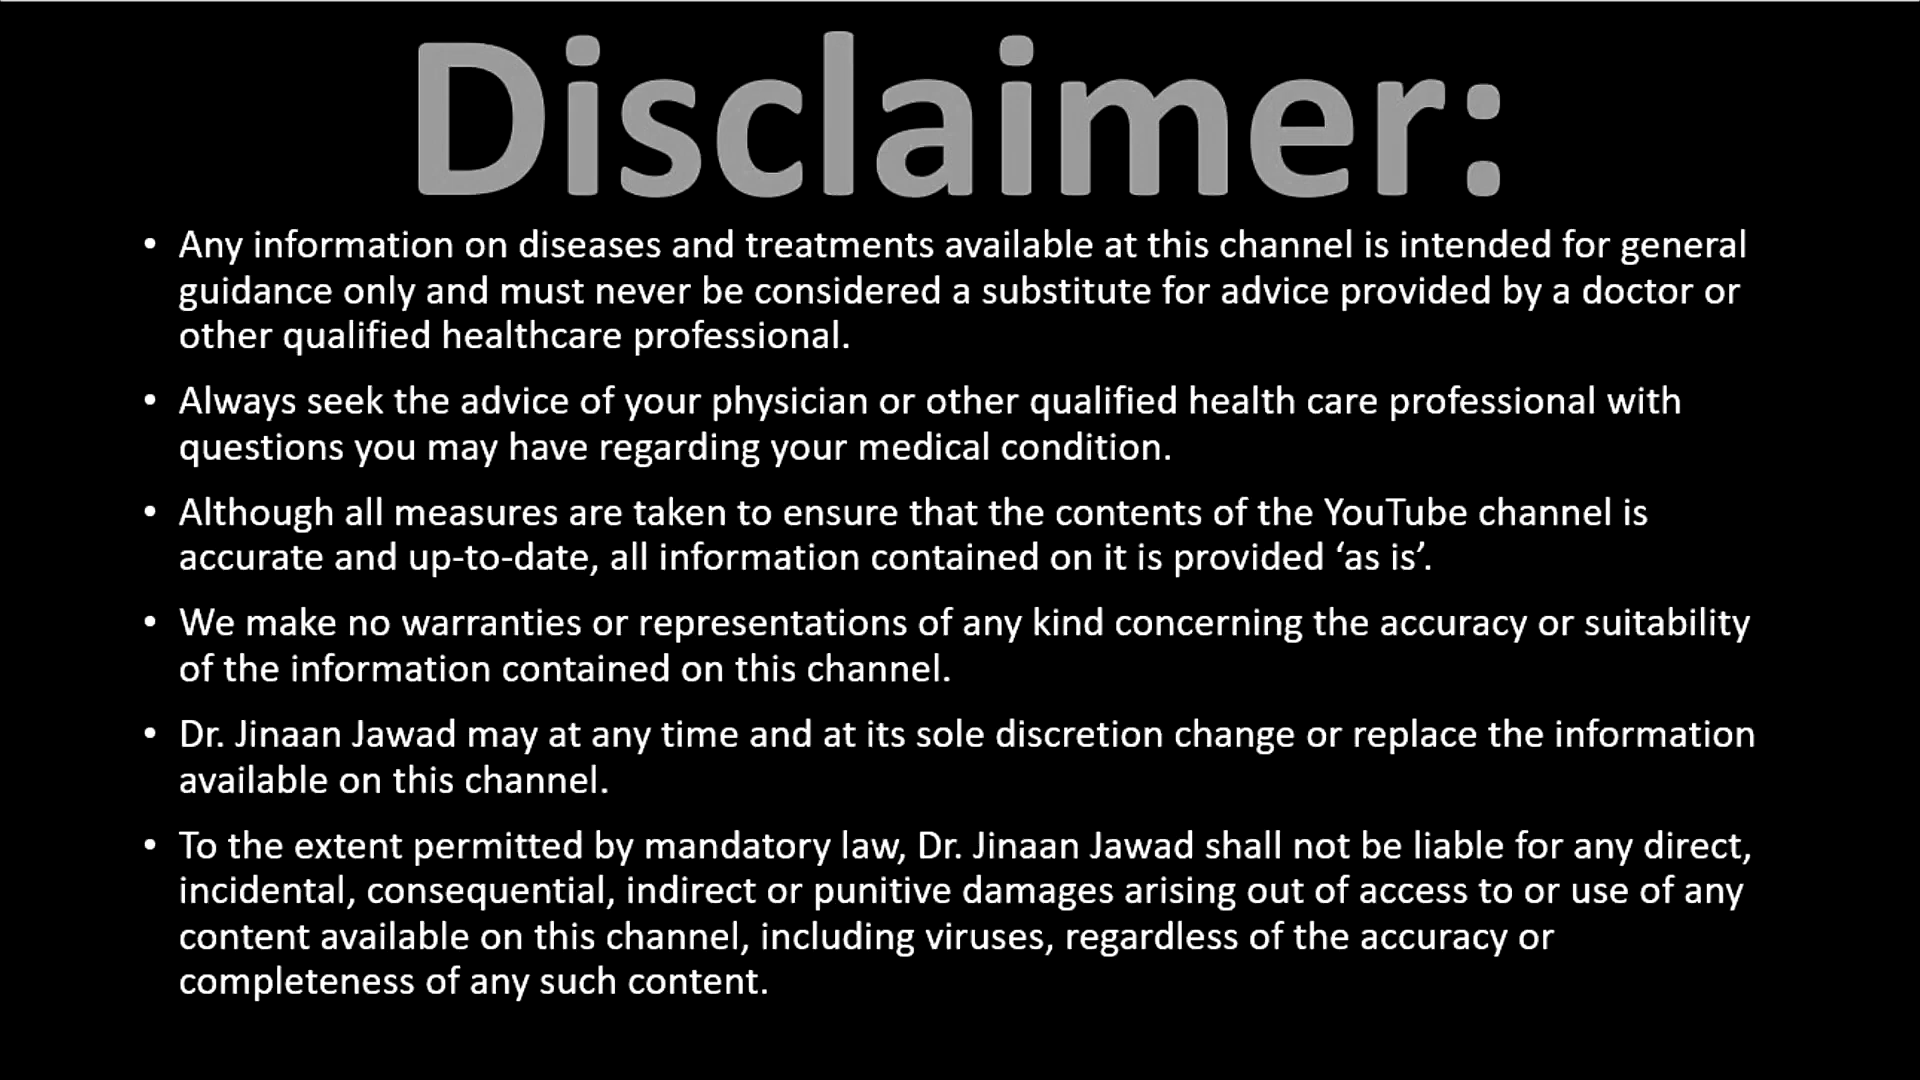 Disclaimer:
• Any information on diseases and treatments available at this channel is intended for general
guidance only and must never be considered a substitute for advice provided by a doctor or
other qualified healthcare professional.
• Always seek the advice of your physician or other qualified health care professional with
questions you may have regarding your medical condition.
• Although all measures are taken to ensure that the contents of the YouTube channel is
accurate and up-to-date, all information contained on it is provided ‘as is’.
• We make no warranties or representations of any kind concerning the accuracy or suitability
of the information contained on this channel.
• Dr. Jinaan Jawad may at any time and at its sole discretion change or replace the information
available on this channel.
• To the extent permitted by mandatory law, Dr. Jinaan Jawad shall not be liable for any direct,
incidental, consequential, indirect or punitive damages arising out of access to or use of any
content available on this channel, including viruses, regardless of the accuracy or
completeness of any such content.